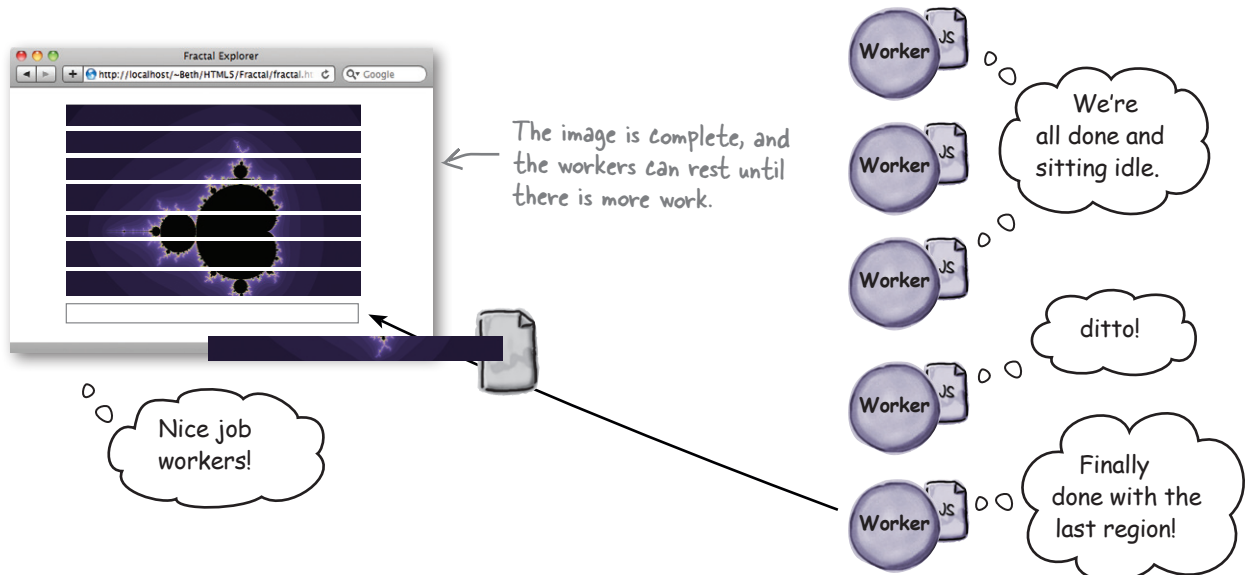 Fractal Explorer
http://localhost/~Beth/HTML5/Fractal/fractal.ht
Google
The image is complete, and
the workers can rest until
there is more work.
Nice job
workers!
Worker
JS
We're
all done and
sitting idle.
Worker
JS
Worker
JS
ditto!
Worker
JS
Finally
done with the
last region!
Worker
JS